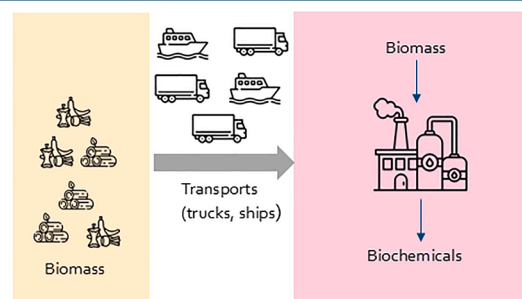 Biomass
Transports
(trucks, ships)
Biomass
Biochemicals